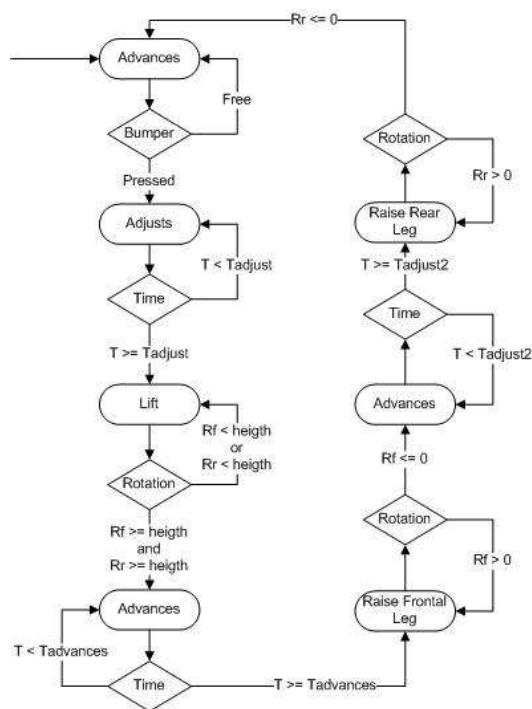 Rr <= 0
Advances
Free
Bumper
Pressed
Adjusts
T < Tadjust
Time
T >= Tadjust
Lift
Rf < heigth
or
Rr < heigth
Rotation
Rf >= heigth
and
Rr >= heigth
Advances
T < Tadvances
Time
T >= Tadvances
Raise Frontal
Leg
Rf > 0
Rotation
Rf <= 0
Advances
T < Tadjust2
Time
T >= Tadjust2
Raise Rear
Leg
Rr > 0
Rotation